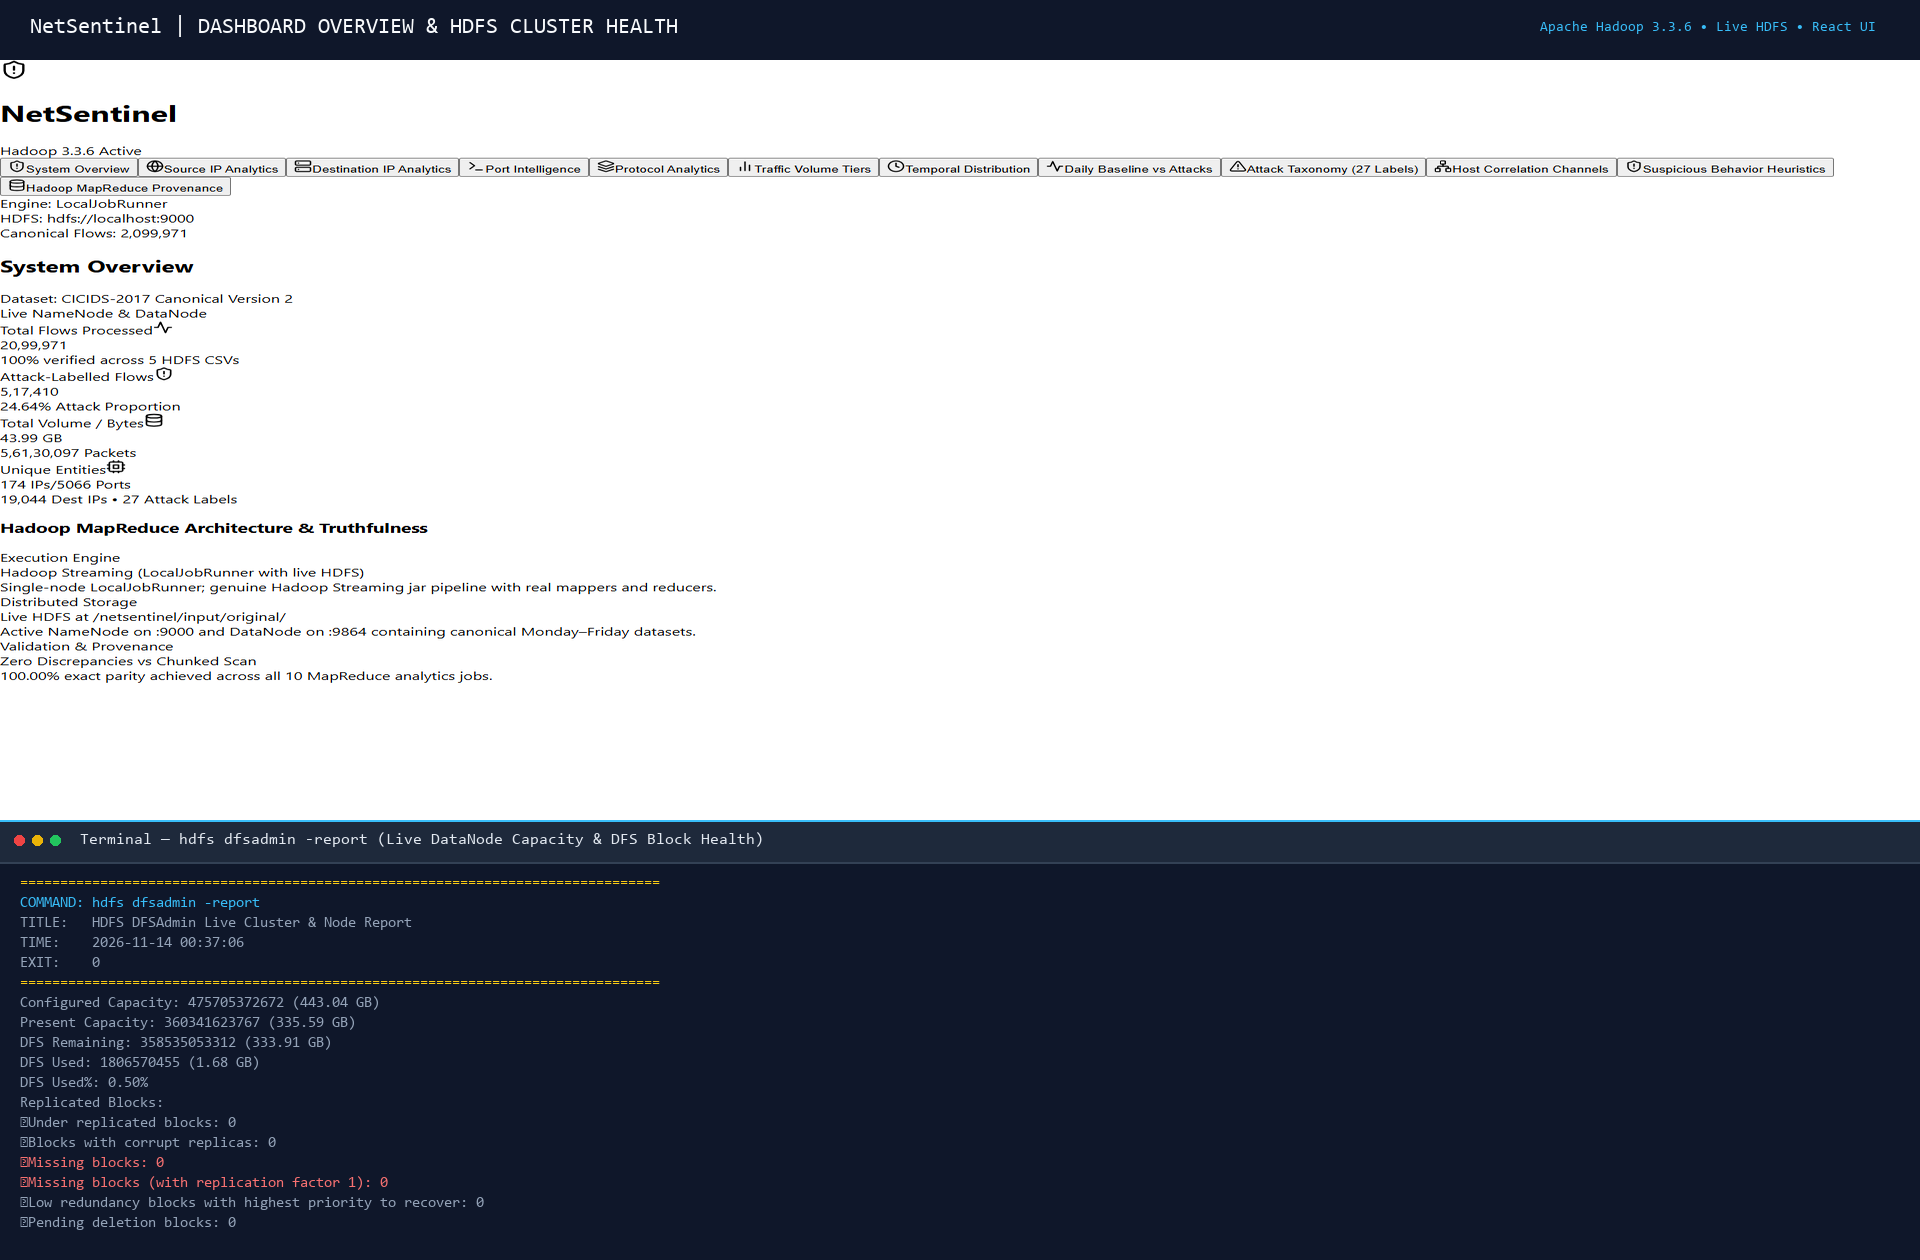 NetSentinel | DASHBOARD OVERVIEW & HDFS CLUSTER HEALTH
Apache Hadoop 3.3.6 • Live HDFS • React UI
NetSentinel
Hadoop 3.3.6 Active
System Overview Source IP Analytics Destination IP Analytics Port Intelligence Protocol Analytics Traffic Volume Tiers Temporal Distribution Daily Baseline vs Attacks Attack Taxonomy (27 Labels) Host Correlation Channels Suspicious Behavior Heuristics
Hadoop MapReduce Provenance
Engine: LocalJobRunner
HDFS: hdfs://localhost:9000
Canonical Flows: 2,099,971
System Overview
Dataset: CICIDS-2017 Canonical Version 2
Live NameNode & DataNode
Total Flows Processed
20,99,971
100% verified across 5 HDFS CSVs
Attack-Labelled Flows
5,17,410
24.64% Attack Proportion
Total Volume / Bytes
43.99 GB
5,61,30,097 Packets
Unique Entities
174 IPs/5066 Ports
19,044 Dest IPs • 27 Attack Labels
Hadoop MapReduce Architecture & Truthfulness
Execution Engine
Hadoop Streaming (LocalJobRunner with live HDFS)
Single-node LocalJobRunner; genuine Hadoop Streaming jar pipeline with real mappers and reducers.
Distributed Storage
Live HDFS at /netsentinel/input/original/
Active NameNode on :9000 and DataNode on :9864 containing canonical Monday–Friday datasets.
Validation & Provenance
Zero Discrepancies vs Chunked Scan
100.00% exact parity achieved across all 10 MapReduce analytics jobs.
Terminal — hdfs dfsadmin -report (Live DataNode Capacity & DFS Block Health)
================================================================================
COMMAND: hdfs dfsadmin -report
TITLE: HDFS DFSAdmin Live Cluster & Node Report
TIME: 2026-11-14 00:37:06
EXIT: 0
================================================================================
Configured Capacity: 475705372672 (443.04 GB)
Present Capacity: 360341623767 (335.59 GB)
DFS Remaining: 358535053312 (333.91 GB)
DFS Used: 1806570455 (1.68 GB)
DFS Used%: 0.50%
Replicated Blocks:
Under replicated blocks: 0
Blocks with corrupt replicas: 0
Missing blocks: 0
Missing blocks (with replication factor 1): 0
Low redundancy blocks with highest priority to recover: 0
Pending deletion blocks: 0